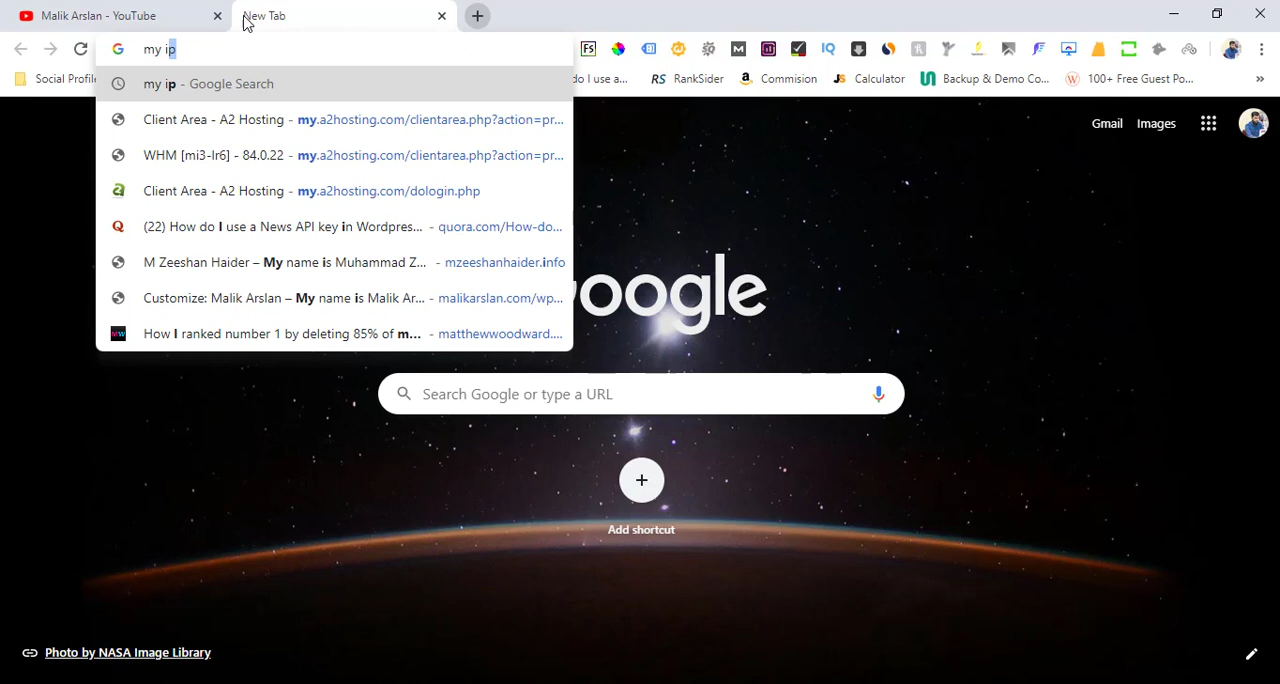 Malik Arslan - YouTube
New Tab
my ip
Social Profile
do I use a...
RS RankSider
Commision
JS Calculator
Backup & Demo Co...
100+ Free Guest Po...
»
my ip - Google Search
Client Area - A2 Hosting - my.a2hosting.com/clientarea.php?action=pr...
WHM [mi3-lr6] - 84.0.22 - my.a2hosting.com/clientarea.php?action=pr...
Client Area - A2 Hosting - my.a2hosting.com/dologin.php
(22) How do I use a News API key in Wordpres... - quora.com/How-do...
M Zeeshan Haider – My name is Muhammad Z... - mzeeshanhaider.info
Customize: Malik Arslan – My name is Malik Ar... - malikarslan.com/wp...
How I ranked number 1 by deleting 85% of m... - matthewwoodward....
Gmail Images
Google
Search Google or type a URL
Add shortcut
Photo by NASA Image Library